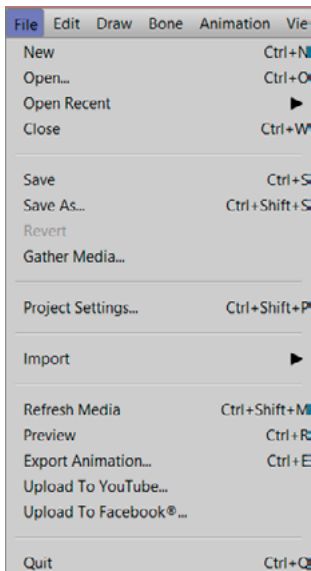 File Edit Draw Bone Animation Vie
New Ctrl+N
Open... Ctrl+O
Open Recent
Close Ctrl+W
Save Ctrl+S
Save As... Ctrl+Shift+S
Revert
Gather Media...
Project Settings... Ctrl+Shift+P
Import
Refresh Media Ctrl+Shift+M
Preview Ctrl+R
Export Animation... Ctrl+E
Upload To YouTube...
Upload To Facebook®...
Quit Ctrl+Q